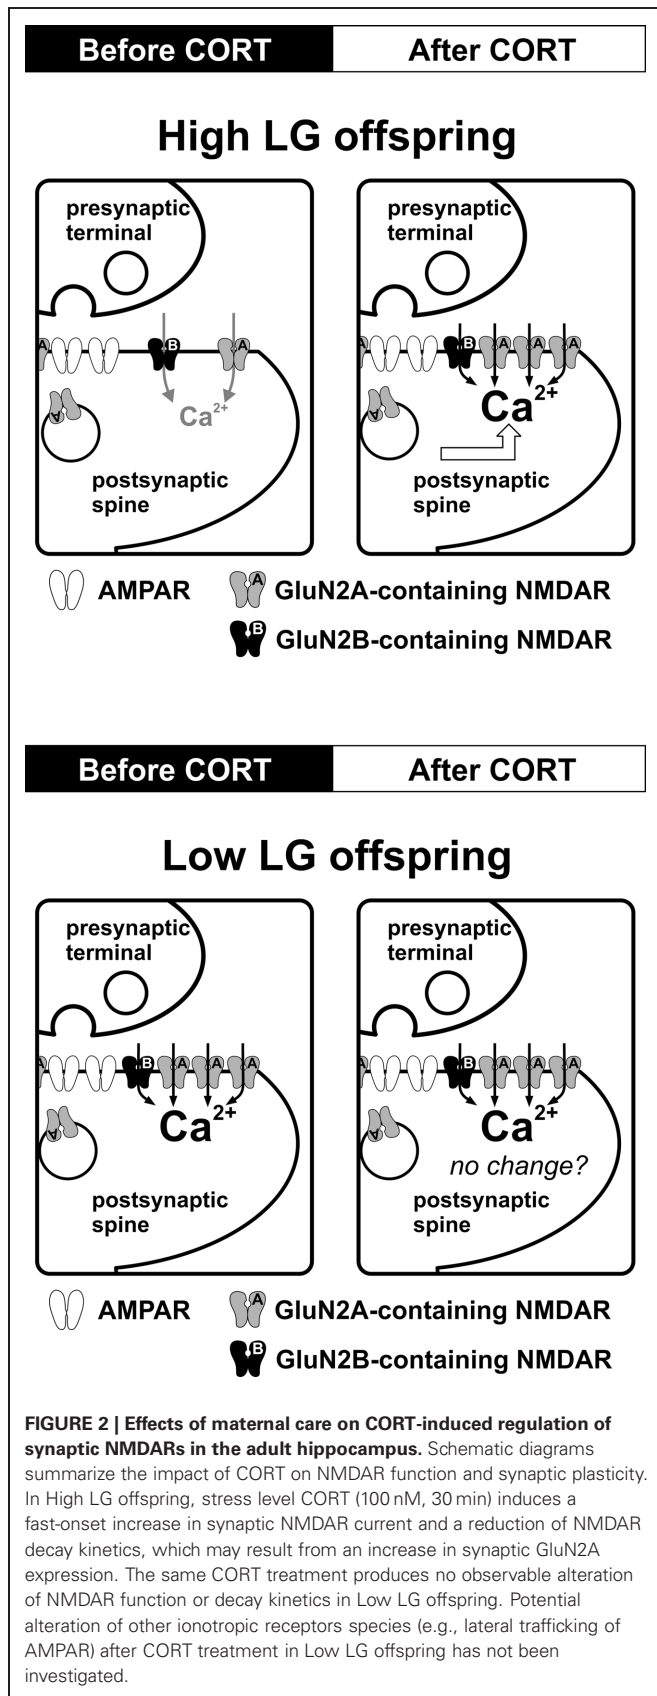 Before CORT After CORT
High LG offspring
presynaptic
terminal
A B A
A
Ca2+
postsynaptic
spine
presynaptic
terminal
A B A A A
A
Ca2+
postsynaptic
spine
AMPAR A GluN2A-containing NMDAR
B GluN2B-containing NMDAR
Before CORT After CORT
Low LG offspring
presynaptic
terminal
A B A A A
A
Ca2+
postsynaptic
spine
presynaptic
terminal
A B A A A
A
Ca2+
no change?
postsynaptic
spine
AMPAR A GluN2A-containing NMDAR
B GluN2B-containing NMDAR
FIGURE 2 | Effects of maternal care on CORT-induced regulation of
synaptic NMDARs in the adult hippocampus. Schematic diagrams
summarize the impact of CORT on NMDAR function and synaptic plasticity.
In High LG offspring, stress level CORT (100 nM, 30 min) induces a
fast-onset increase in synaptic NMDAR current and a reduction of NMDAR
decay kinetics, which may result from an increase in synaptic GluN2A
expression. The same CORT treatment produces no observable alteration
of NMDAR function or decay kinetics in Low LG offspring. Potential
alteration of other ionotropic receptors species (e.g., lateral trafficking of
AMPAR) after CORT treatment in Low LG offspring has not been
investigated.